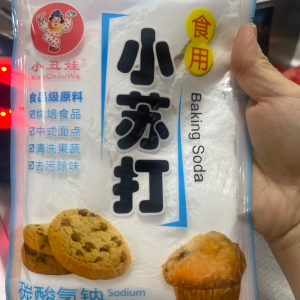 小丑娃
XiaoChouWa
食用
小苏打
Baking Soda
食品级原料
☑烘焙食品
☑中式面点
☑清洗果蔬
☑去污除味
碳酸氢钠 Sodium